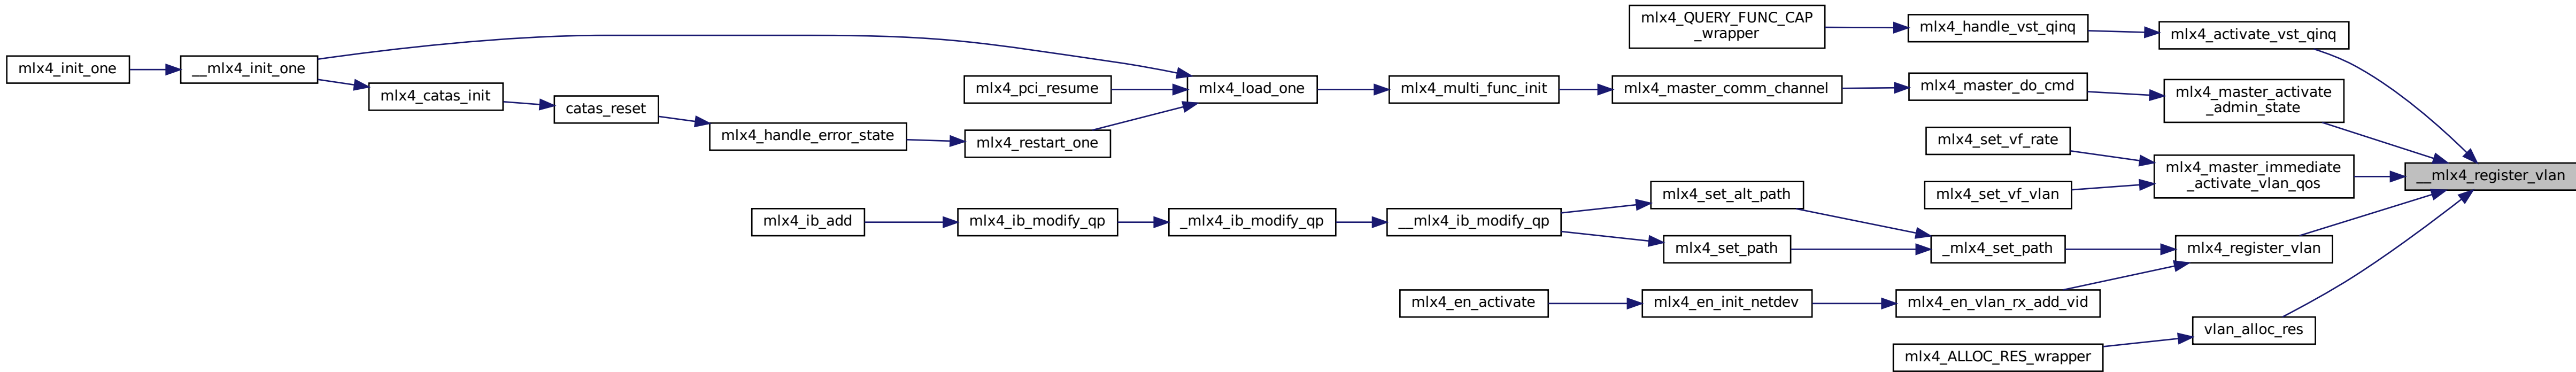 mlx4_QUERY_FUNC_CAP
_wrapper
mlx4_handle_vst_qinq
mlx4_activate_vst_qinq
mlx4_init_one
__mlx4_init_one
mlx4_catas_init
catas_reset
mlx4_handle_error_state
mlx4_pci_resume
mlx4_restart_one
mlx4_load_one
mlx4_multi_func_init
mlx4_master_comm_channel
mlx4_master_do_cmd
mlx4_master_activate
_admin_state
mlx4_set_vf_rate
mlx4_set_vf_vlan
mlx4_master_immediate
_activate_vlan_qos
__mlx4_register_vlan
mlx4_ib_add
mlx4_ib_modify_qp
_mlx4_ib_modify_qp
__mlx4_ib_modify_qp
mlx4_set_alt_path
mlx4_set_path
_mlx4_set_path
mlx4_register_vlan
mlx4_en_activate
mlx4_en_init_netdev
mlx4_en_vlan_rx_add_vid
vlan_alloc_res
mlx4_ALLOC_RES_wrapper